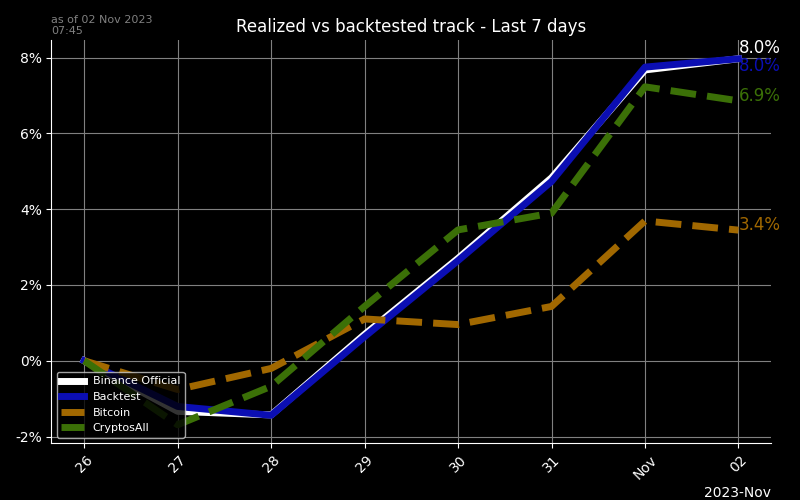 as of 02 Nov 2023
07:45
Realized vs backtested track - Last 7 days
8%
6%
4%
2%
0%
-2%
8.0%
8.0%
6.9%
3.4%
Binance Official
Backtest
Bitcoin
CryptosAll
26
27
28
29
30
31
Nov
02
2023-Nov